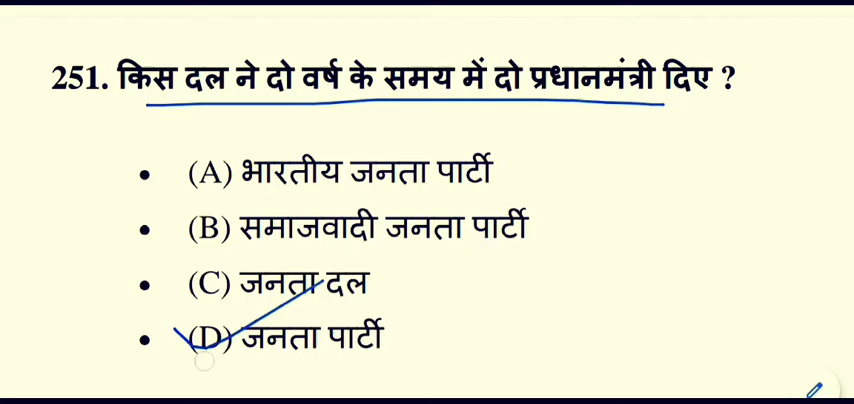 251. किस दल ने दो वर्ष के समय में दो प्रधानमंत्री दिए ?
• (A) भारतीय जनता पार्टी
• (B) समाजवादी जनता पार्टी
• (C) जनता दल
• (D) जनता पार्टी